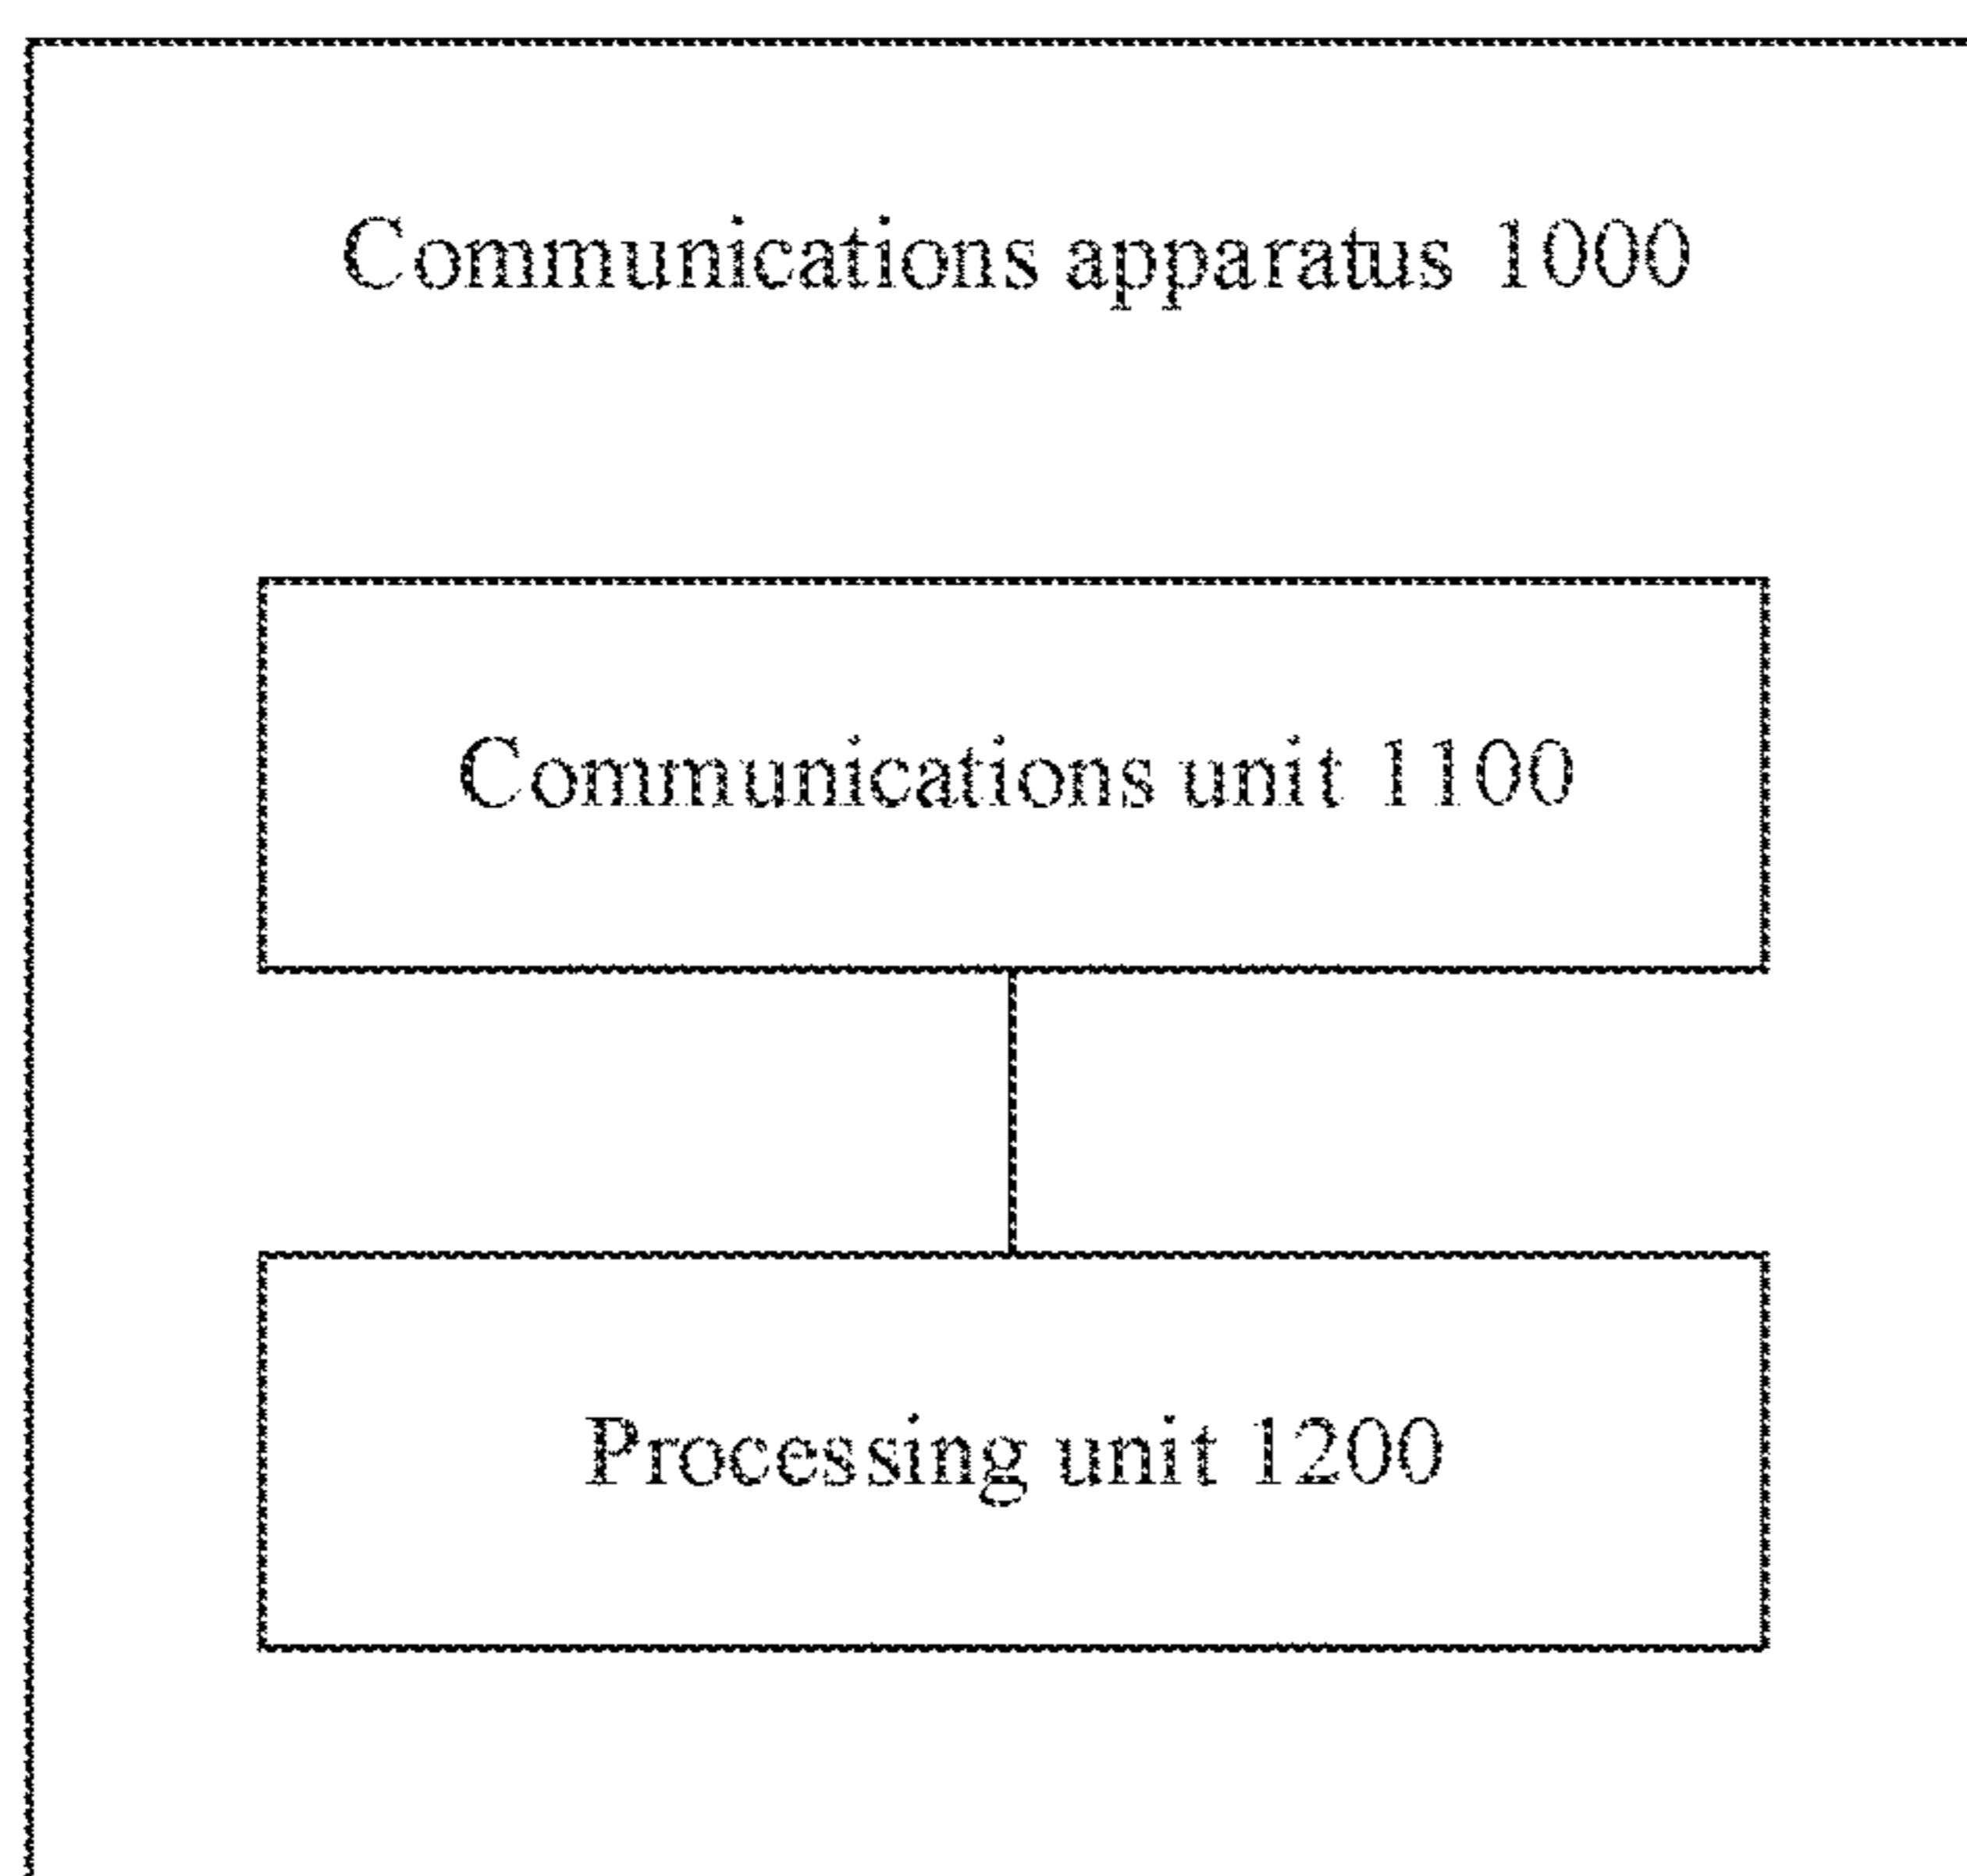 Communications apparatus 1000
Communications unit 1100
Processing unit 1200